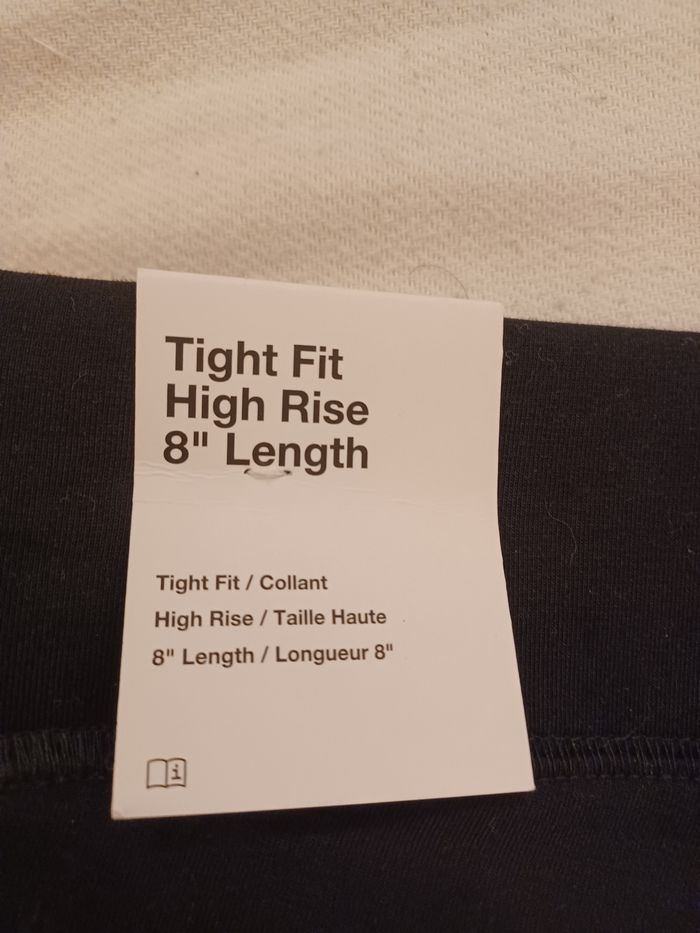 Tight Fit
High Rise
8" Length
Tight Fit / Collant
High Rise / Taille Haute
8" Length / Longueur 8"
i